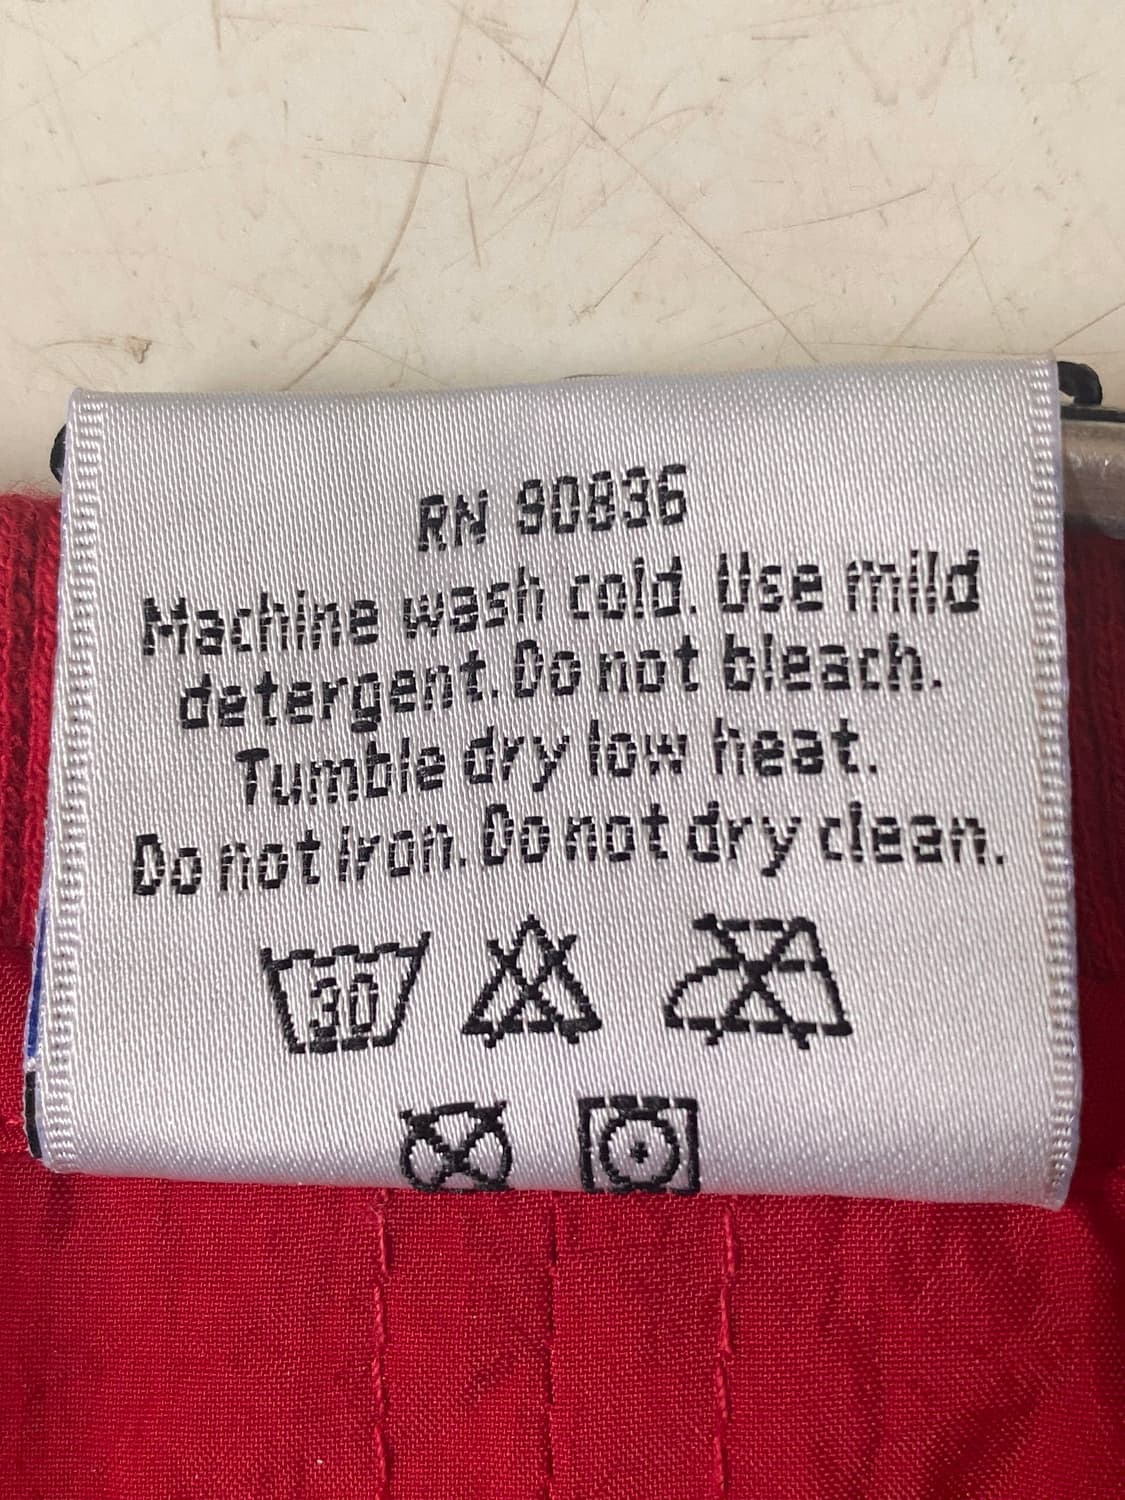 RN 90836
Machine wash cold. Use mild
detergent. Do not bleach.
Tumble dry low heat.
Do not iron. Do not dry clean.
30